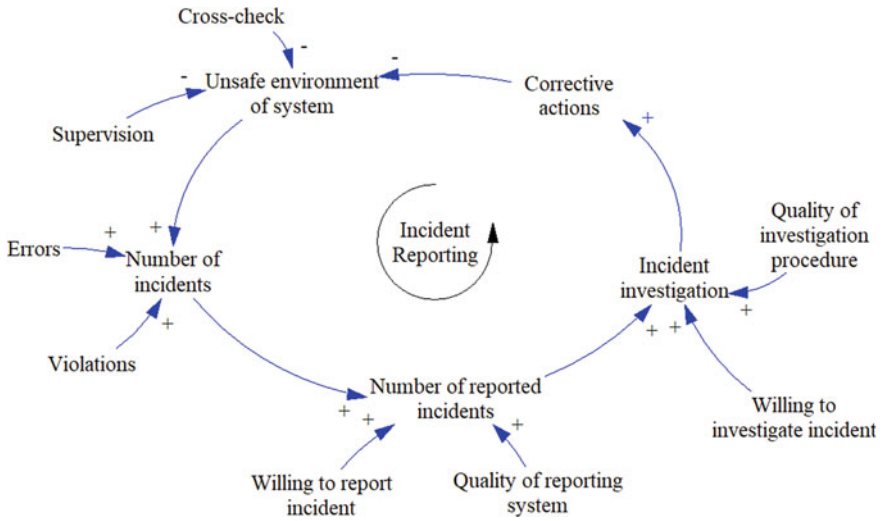 Cross-check
-
-
-
Unsafe environment
of system
Corrective
actions
Supervision
+
Errors
+
+
Number of
incidents
Incident
Reporting
Quality of
investigation
procedure
Incident
investigation
+
+
+
+
Violations
Number of reported
incidents
+
+
+
Willing to
investigate incident
Willing to report
incident
Quality of reporting
system